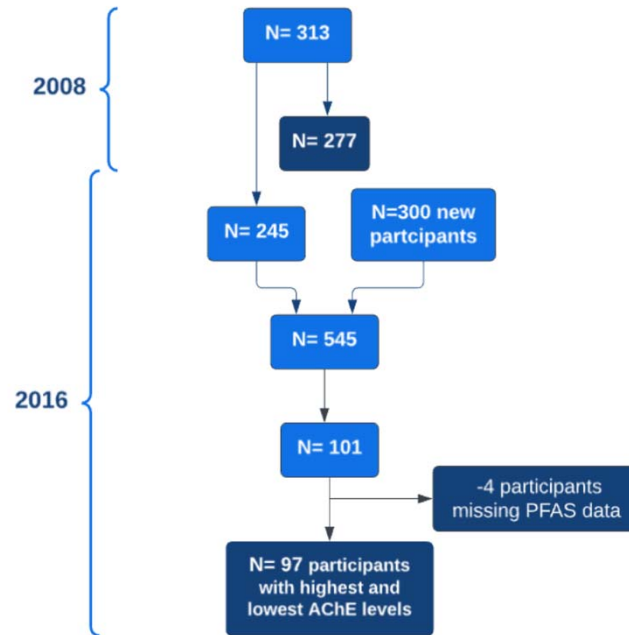 N= 313
2008
N= 277
N= 245
N=300 new
partcipants
N= 545
2016
N= 101
-4 participants
missing PFAS data
N= 97 participants
with highest and
lowest AChE levels